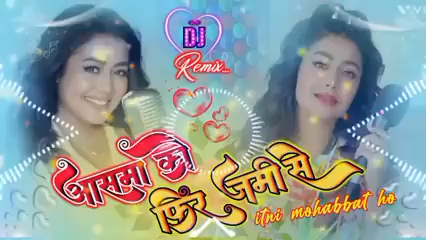 DJ
Remix...
आसमा को
फिर जमी से
itni mohabbat ho